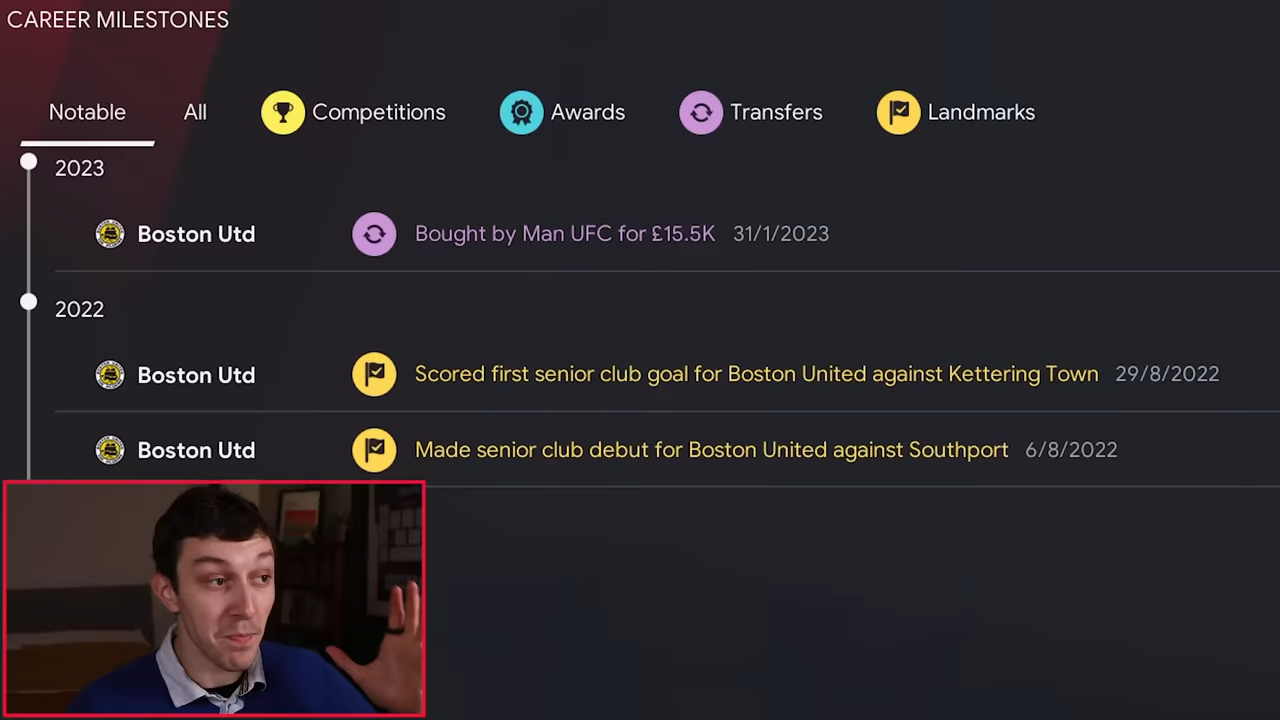 CAREER MILESTONES
Notable All Competitions Awards Transfers Landmarks
2023
Boston Utd Bought by Man UFC for £15.5K 31/1/2023
2022
Boston Utd Scored first senior club goal for Boston United against Kettering Town 29/8/2022
Boston Utd Made senior club debut for Boston United against Southport 6/8/2022